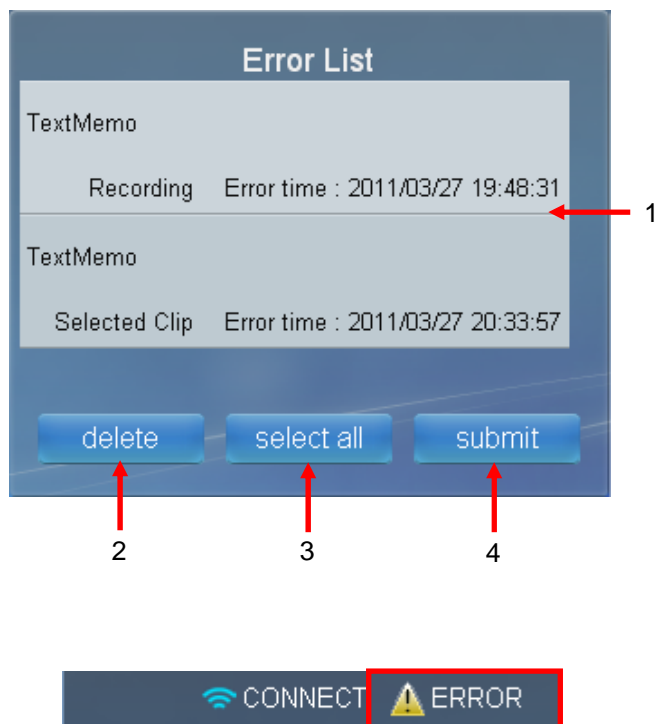 Error List
TextMemo
Recording Error time : 2011/03/27 19:48:31
1
TextMemo
Selected Clip Error time : 2011/03/27 20:33:57
delete select all submit
2 3 4
CONNECT ERROR